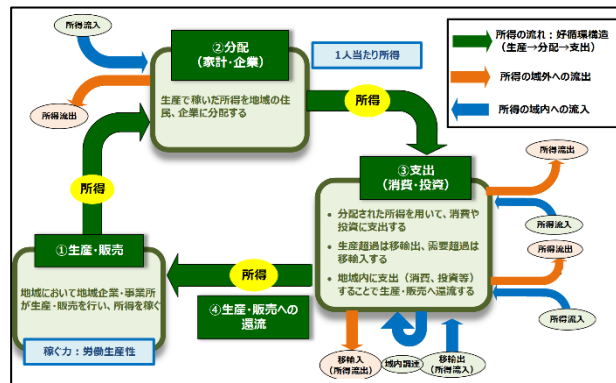 所得流入
②分配
(家計・企業)
1人当たり所得
生産で稼いだ所得を地域の住
民、企業に分配する
所得流出
所得の流れ:好循環構造
(生産→分配→支出)
所得の域外への流出
所得の域内への流入
所得
所得
③支出
(消費・投資)
• 分配された所得を用いて、消費や
投資に支出する
• 生産超過は移輸出、需要超過は
移輸入する
• 地域内に支出(消費、投資等)
することで生産・販売へ還流する
所得流出
所得流入
所得流出
所得流入
①生産・販売
地域において地域企業・事業所
が生産・販売を行い、所得を稼ぐ
稼ぐ力:労働生産性
所得
④生産・販売への
還流
移輸入
(所得流出)
域内調達
移輸出
(所得流入)